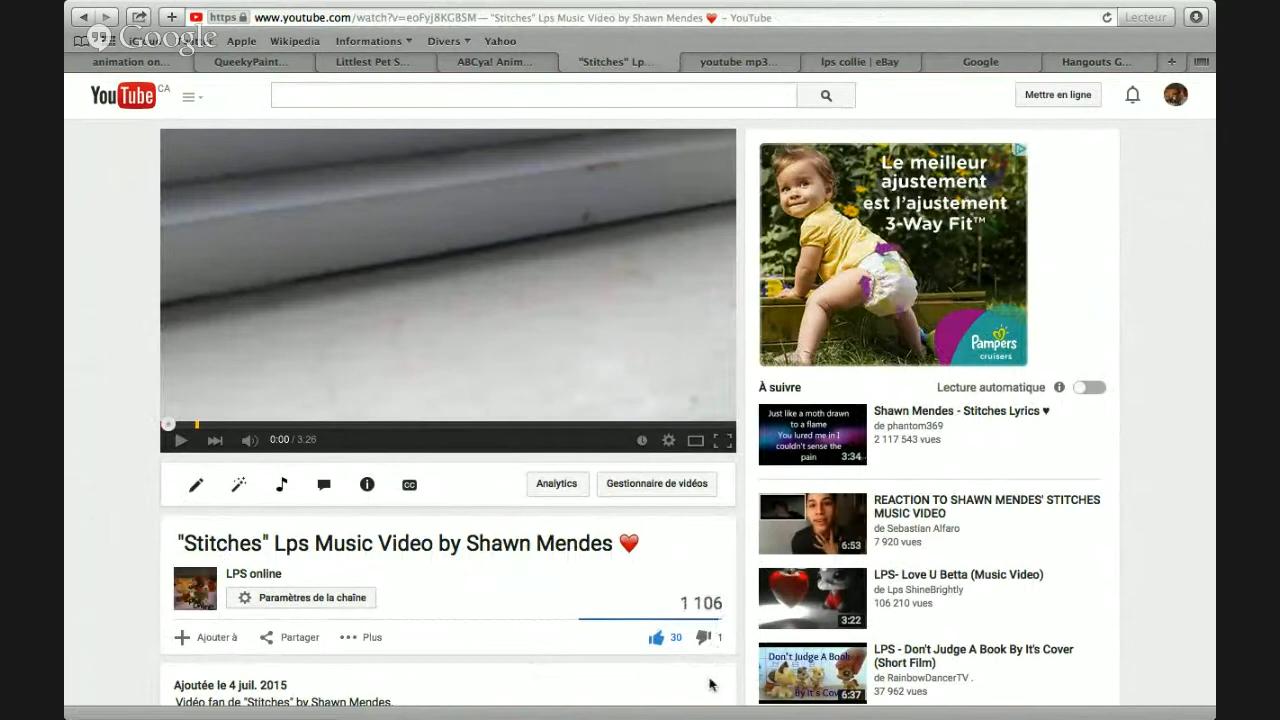 https www.youtube.com/watch?v=eoFyj8KGBSM — "Stitches" Lps Music Video by Shawn Mendes ❤ – YouTube
Lecteur
Google
Apple Wikipedia Informations Divers Yahoo
animation on... QueekyPaint... Littlest Pet S... ABCya! Anim... "Stitches" Lp... youtube mp3... lps collie | eBay Google Hangouts G...
YouTube CA
Mettre en ligne
Le meilleur
ajustement
est l'ajustement
3-Way Fit™
Pampers
cruisers
0:00 / 3:26
Analytics
Gestionnaire de vidéos
"Stitches" Lps Music Video by Shawn Mendes ❤
LPS online
Paramètres de la chaîne
1 106
Ajouter à
Partager
Plus
30
1
Ajoutée le 4 juil. 2015
Vidéo fan de "Stitches" by Shawn Mendes.
À suivre
Lecture automatique
Just like a moth drawn
to a flame
You lured me in I
couldn't sense the
pain
3:34
Shawn Mendes - Stitches Lyrics ♥
de phantom369
2 117 543 vues
6:53
REACTION TO SHAWN MENDES' STITCHES
MUSIC VIDEO
de Sebastian Alfaro
7 920 vues
3:22
LPS- Love U Betta (Music Video)
de Lps ShineBrightly
106 210 vues
Don't Judge A Book
By It's Cov
6:37
LPS - Don't Judge A Book By It's Cover
(Short Film)
de RainbowDancerTV .
37 962 vues